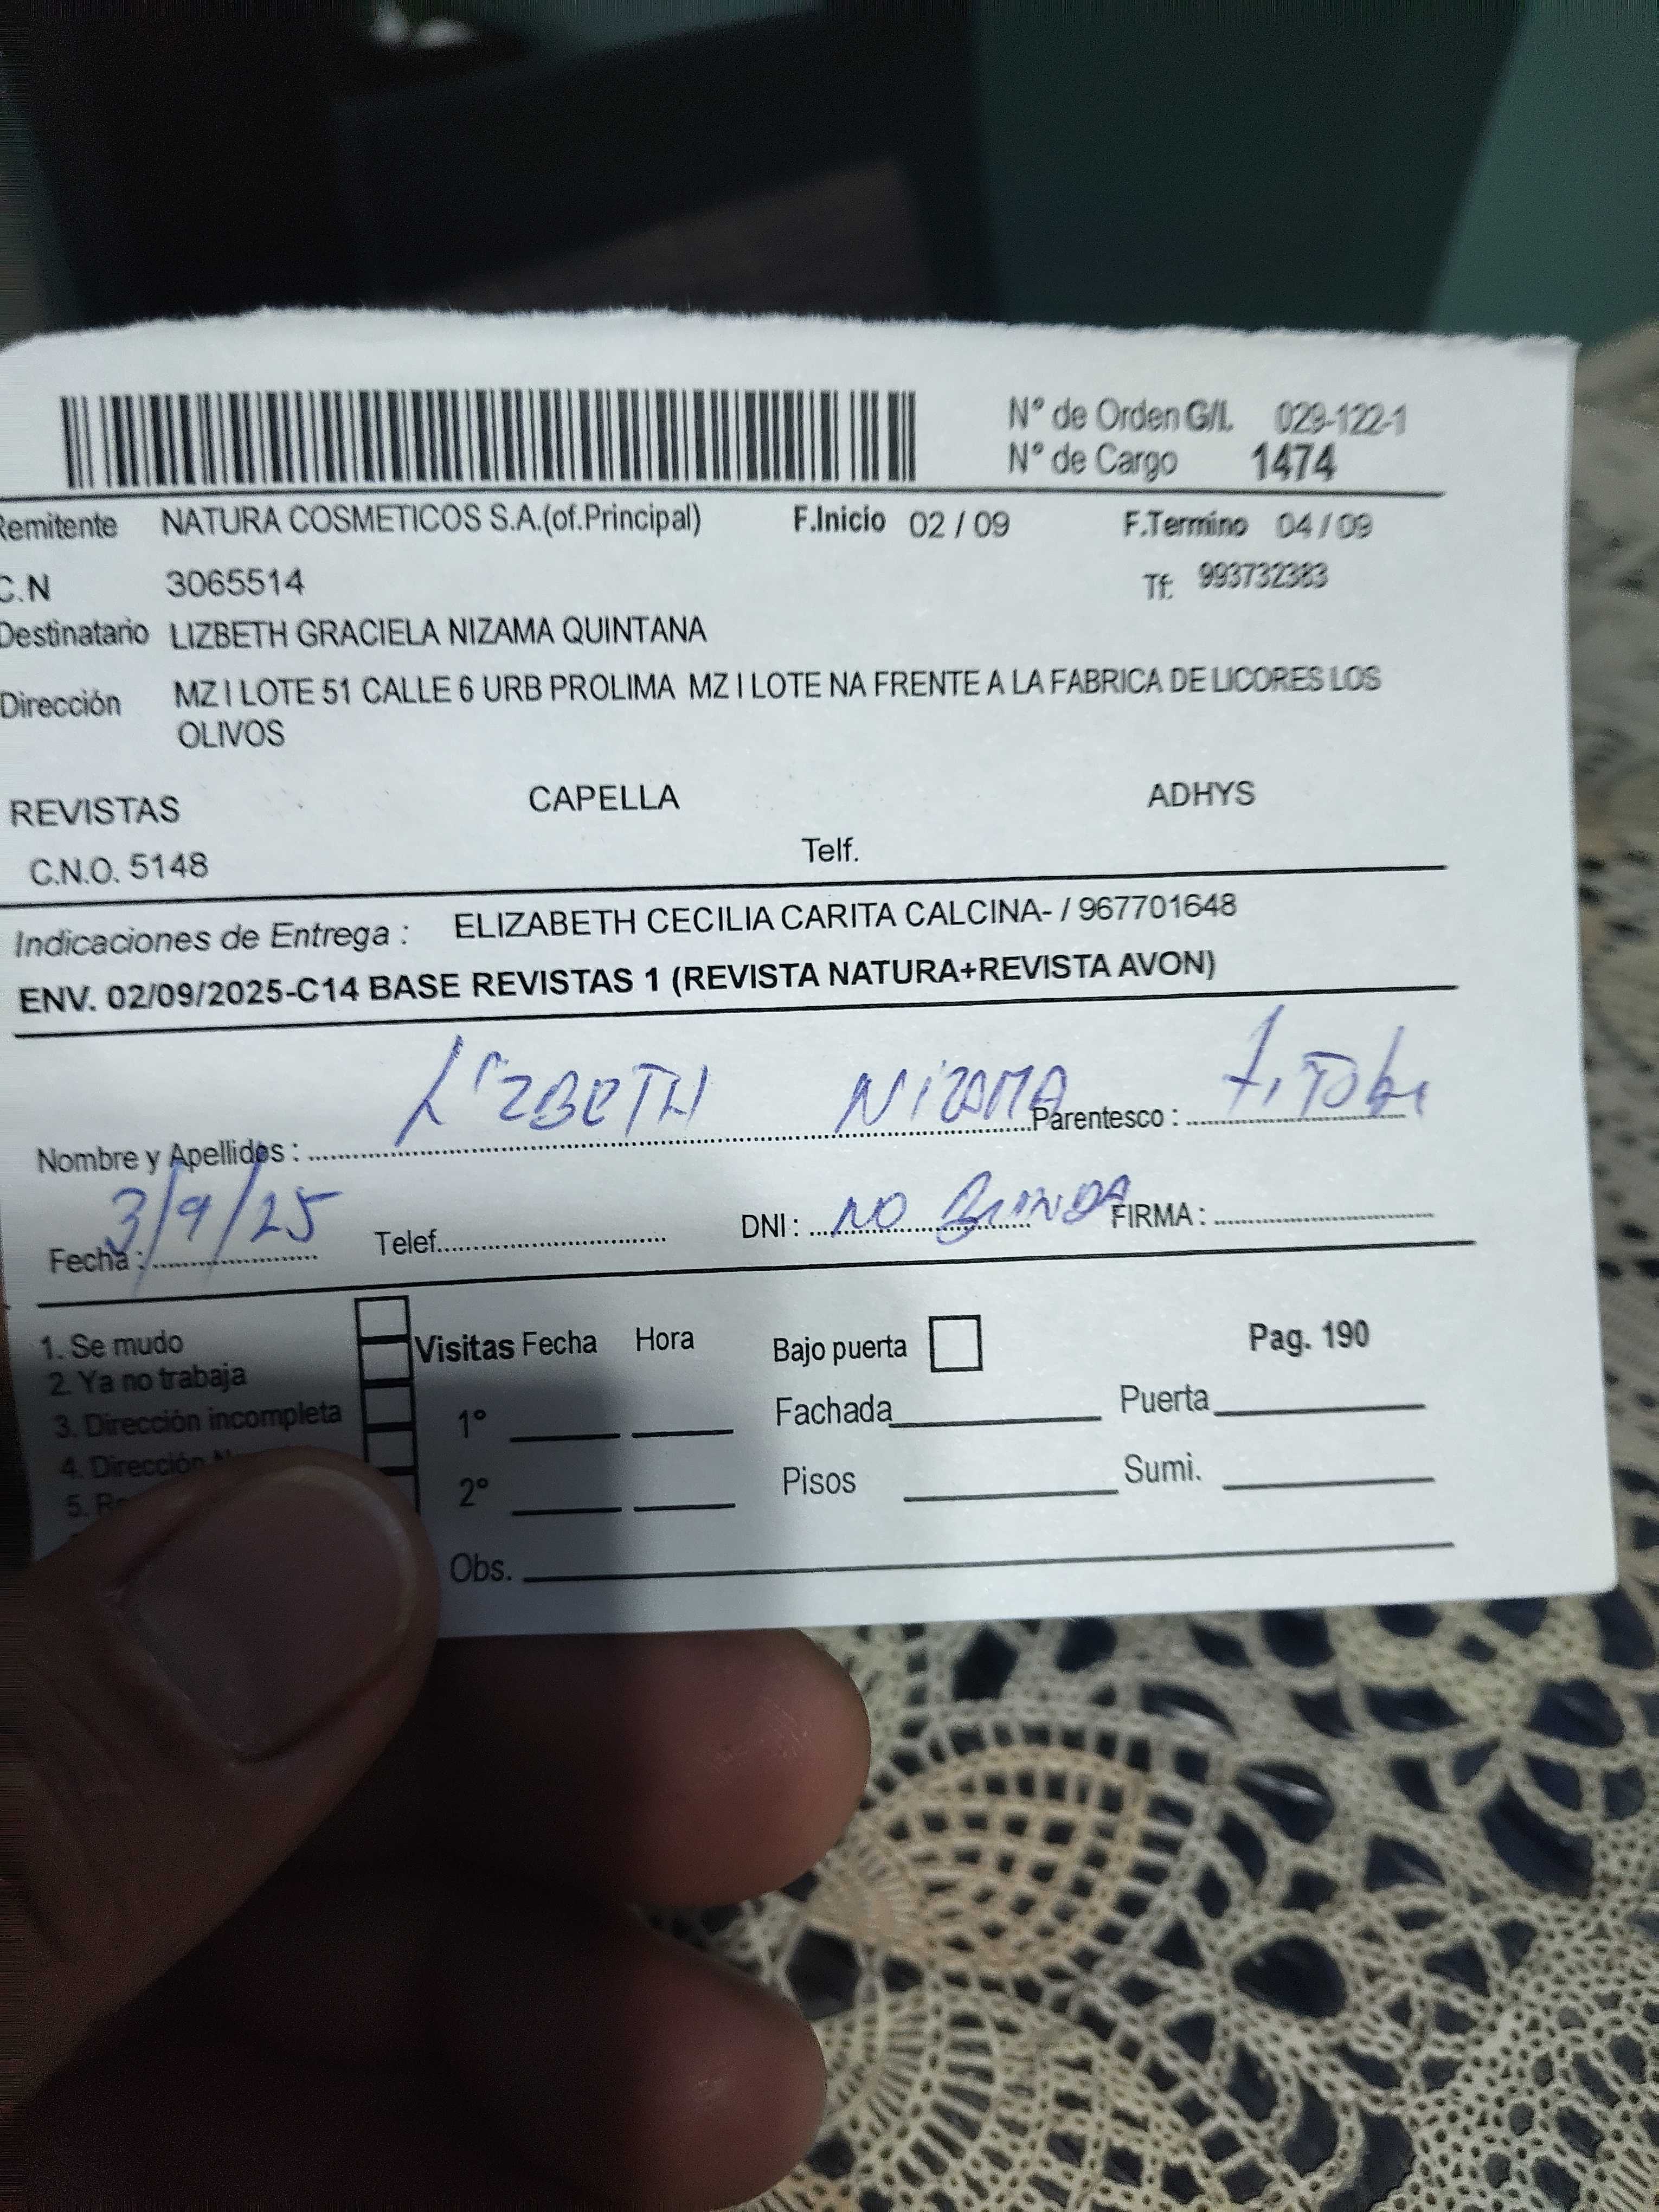 N° de Orden G/L 029-122-1
N° de Cargo 1474
Remitente NATURA COSMETICOS S.A.(of.Principal) F.Inicio 02 / 09 F.Termino 04 / 09
C.N 3065514 Tf: 993732383
Destinatario LIZBETH GRACIELA NIZAMA QUINTANA
Dirección MZ I LOTE 51 CALLE 6 URB PROLIMA MZ I LOTE NA FRENTE A LA FABRICA DE LICORES LOS
OLIVOS
REVISTAS CAPELLA ADHYS
C.N.O. 5148 Telf.
Indicaciones de Entrega : ELIZABETH CECILIA CARITA CALCINA- / 967701648
ENV. 02/09/2025-C14 BASE REVISTAS 1 (REVISTA NATURA+REVISTA AVON)
Nombre y Apellidos : LIZBETH NIZAMA Parentesco :
Fecha : 3/9/25 Telef. DNI : NO BRINDA FIRMA :
1. Se mudo
2. Ya no trabaja Visitas Fecha Hora Bajo puerta Pag. 190
3. Dirección incompleta 1° Fachada Puerta
4. Dirección
5. 2° Pisos Sumi.
Obs.